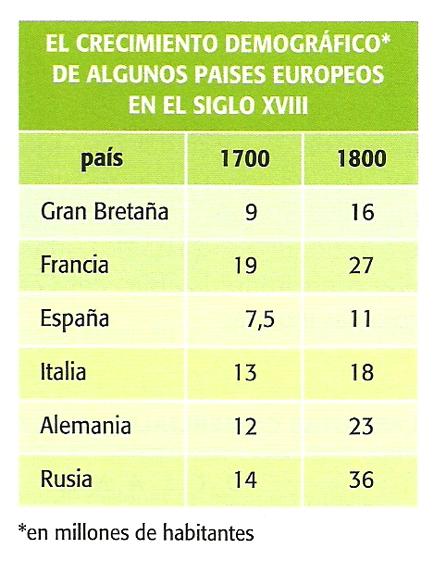 EL CRECIMIENTO DEMOGRÁFICO*
DE ALGUNOS PAISES EUROPEOS
EN EL SIGLO XVIII
país 1700 1800
Gran Bretaña 9 16
Francia 19 27
España 7,5 11
Italia 13 18
Alemania 12 23
Rusia 14 36
*en millones de habitantes